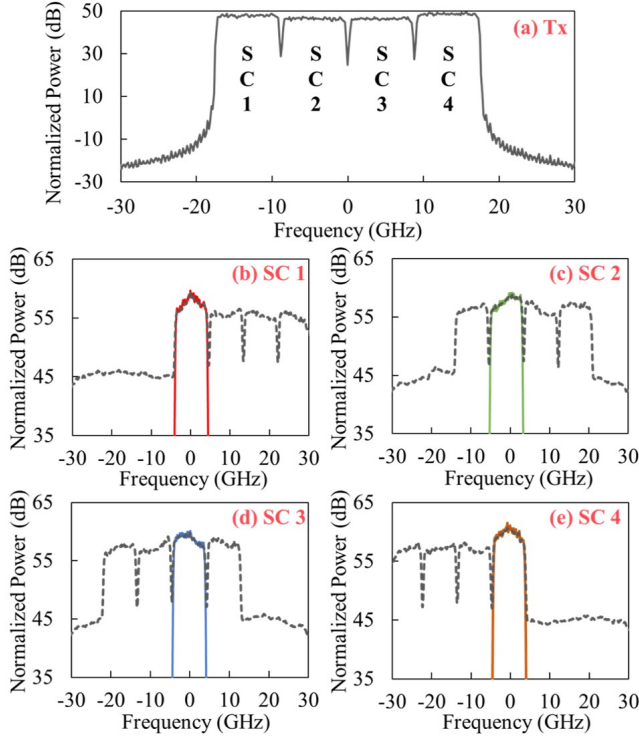 50
30
10
-10
-30
Normalized Power (dB)
(a) Tx
S S S S
C C C C
1 2 3 4
-30 -20 -10 0 10 20 30
Frequency (GHz)
65
55
45
35
Normalized Power (dB)
(b) SC 1
-30 -20 -10 0 10 20 30
Frequency (GHz)
65
55
45
35
Normalized Power (dB)
(c) SC 2
-30 -20 -10 0 10 20 30
Frequency (GHz)
65
55
45
35
Normalized Power (dB)
(d) SC 3
-30 -20 -10 0 10 20 30
Frequency (GHz)
65
55
45
35
Normalized Power (dB)
(e) SC 4
-30 -20 -10 0 10 20 30
Frequency (GHz)